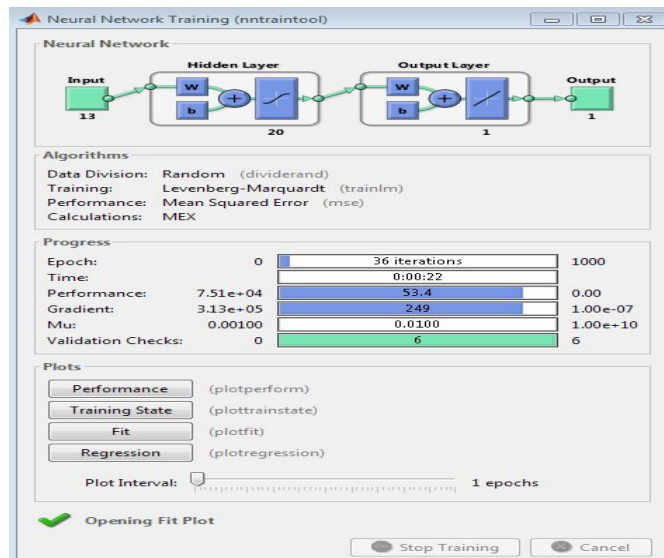 Neural Network Training (nntraintool)
Neural Network
Hidden Layer Output Layer
Input Output
W W
+ +
b b
13 20 1 1
Algorithms
Data Division: Random (dividerand)
Training: Levenberg-Marquardt (trainlm)
Performance: Mean Squared Error (mse)
Calculations: MEX
Progress
Epoch: 0 36 iterations 1000
Time: 0:00:22
Performance: 7.51e+04 53.4 0.00
Gradient: 3.13e+05 249 1.00e-07
Mu: 0.00100 0.0100 1.00e+10
Validation Checks: 0 6 6
Plots
Performance (plotperform)
Training State (plottrainstate)
Fit (plotfit)
Regression (plotregression)
Plot Interval: 1 epochs
Opening Fit Plot
Stop Training Cancel